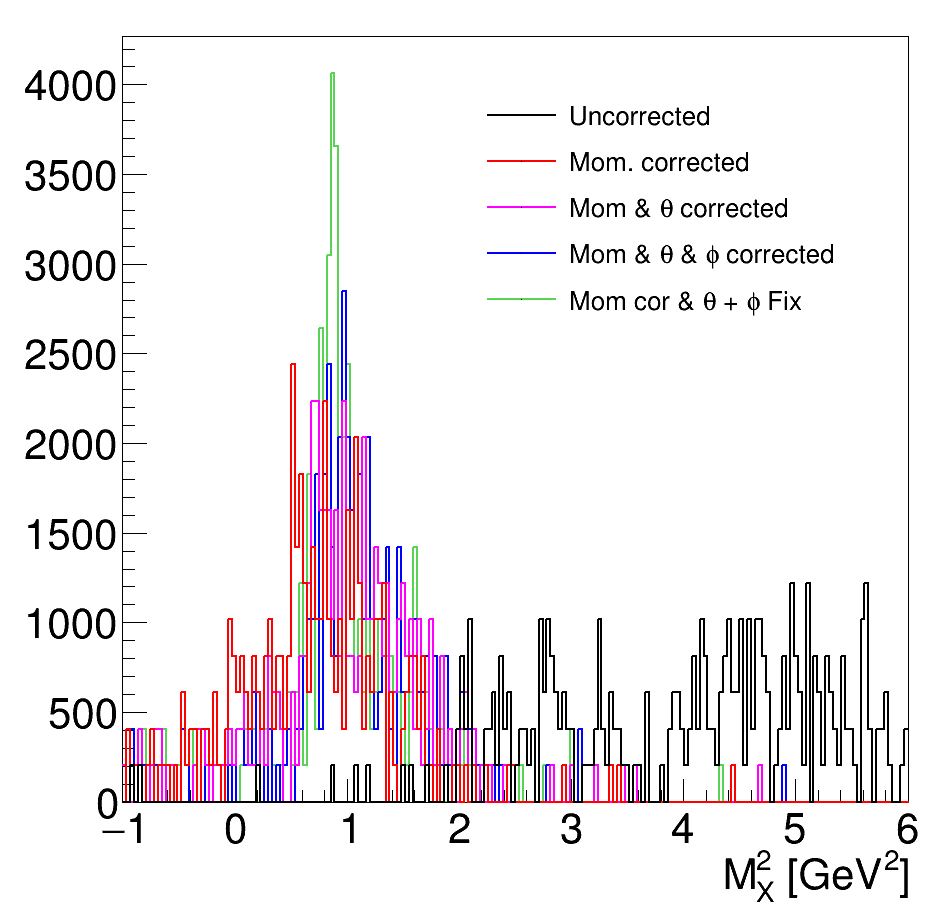 4000
3500
3000
2500
2000
1500
1000
500
0
Uncorrected
Mom. corrected
Mom & θ corrected
Mom & θ & ϕ corrected
Mom cor & θ + ϕ Fix
−1 0 1 2 3 4 5 6
M_X^2 [GeV^2]